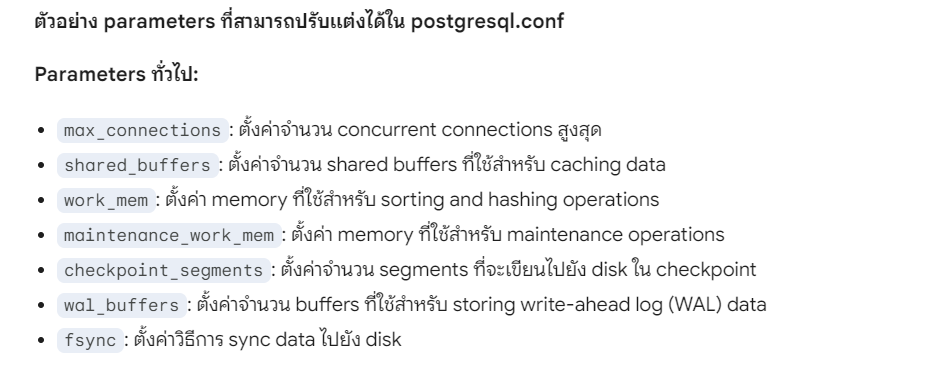 ตัวอย่าง parameters ที่สามารถปรับแต่งได้ใน postgresql.conf
Parameters ทั่วไป:
• max_connections: ตั้งค่าจำนวน concurrent connections สูงสุด
• shared_buffers: ตั้งค่าจำนวน shared buffers ที่ใช้สำหรับ caching data
• work_mem: ตั้งค่า memory ที่ใช้สำหรับ sorting and hashing operations
• maintenance_work_mem: ตั้งค่า memory ที่ใช้สำหรับ maintenance operations
• checkpoint_segments: ตั้งค่าจำนวน segments ที่จะเขียนไปยัง disk ใน checkpoint
• wal_buffers: ตั้งค่าจำนวน buffers ที่ใช้สำหรับ storing write-ahead log (WAL) data
• fsync: ตั้งค่าวิธีการ sync data ไปยัง disk